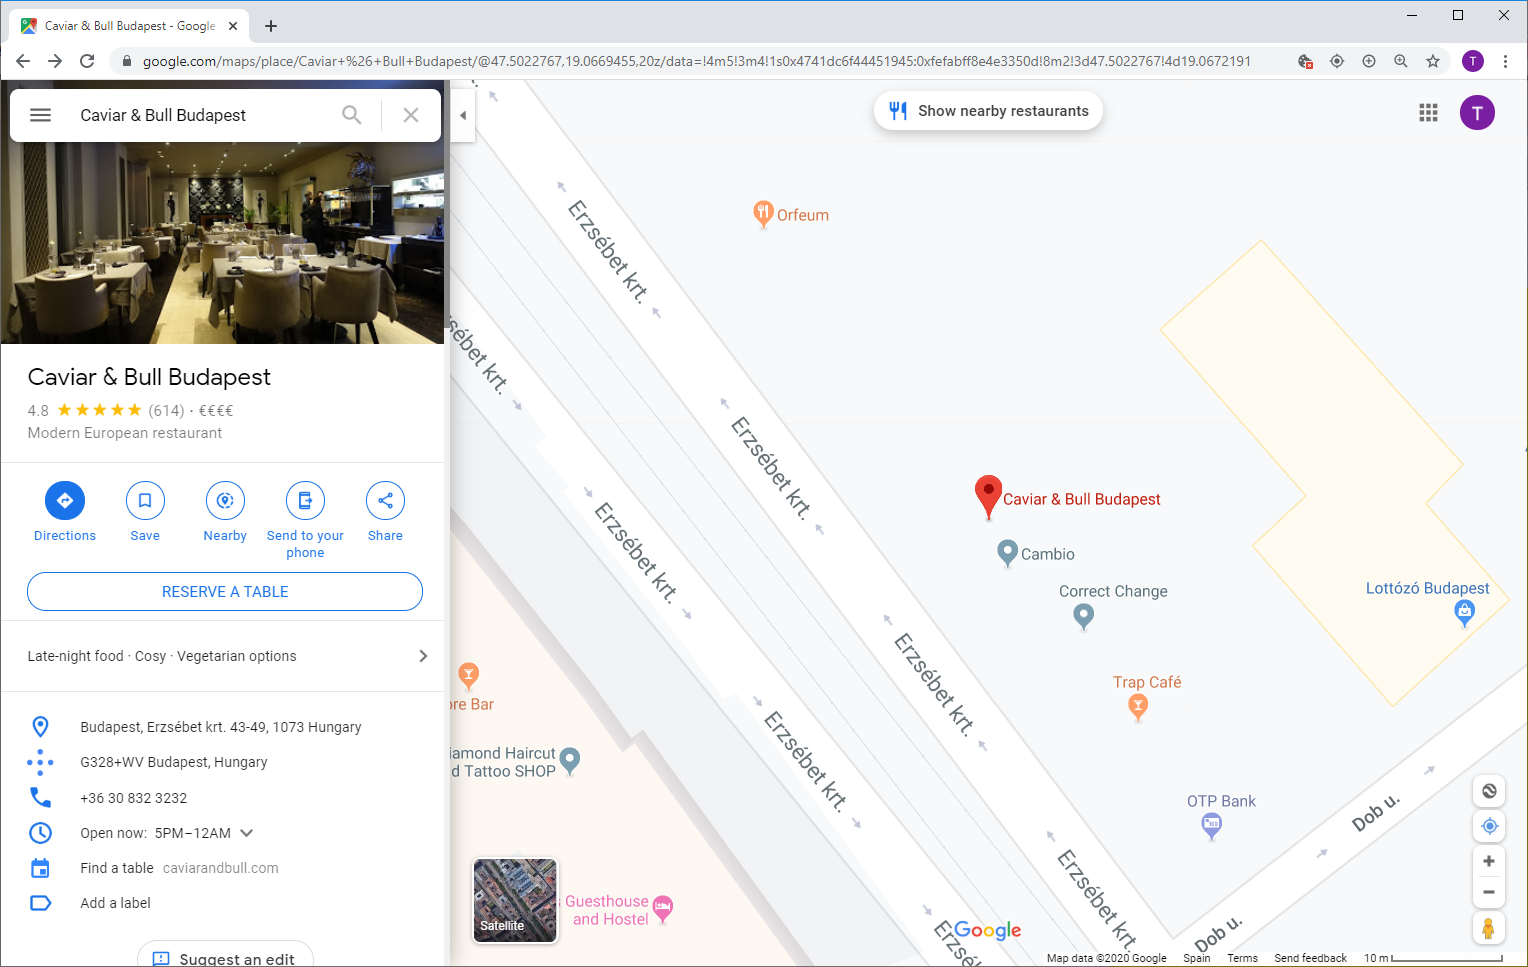 Caviar & Bull Budapest - Google
google.com/maps/place/Caviar+%26+Bull+Budapest/@47.5022767,19.0669455,20z/data=!4m5!3m4!1s0x4741dc6f44451945:0xfefabff8e4e3350d!8m2!3d47.5022767!4d19.0672191
T
Caviar & Bull Budapest
Show nearby restaurants
T
Caviar & Bull Budapest
4.8 (614) · €€€€
Modern European restaurant
Directions
Save
Nearby
Send to your
phone
Share
RESERVE A TABLE
Late-night food · Cosy · Vegetarian options
Budapest, Erzsébet krt. 43-49, 1073 Hungary
G328+WV Budapest, Hungary
+36 30 832 3232
Open now: 5PM–12AM
Find a table caviarandbull.com
Add a label
Suggest an edit
Orfeum
Erzsébet krt.
zsébet krt.
Erzsébet krt.
Erzsébet krt.
Caviar & Bull Budapest
Cambio
Correct Change
Lottózó Budapest
Erzsébet krt.
Trap Café
ore Bar
Erzsébet krt.
iamond Haircut
d Tattoo SHOP
OTP Bank
Dob u.
Erzsébet krt.
s Guesthouse
and Hostel
Satellite
Erzsébet
Dob u.
Google
Map data ©2020 Google Spain Terms Send feedback 10 m